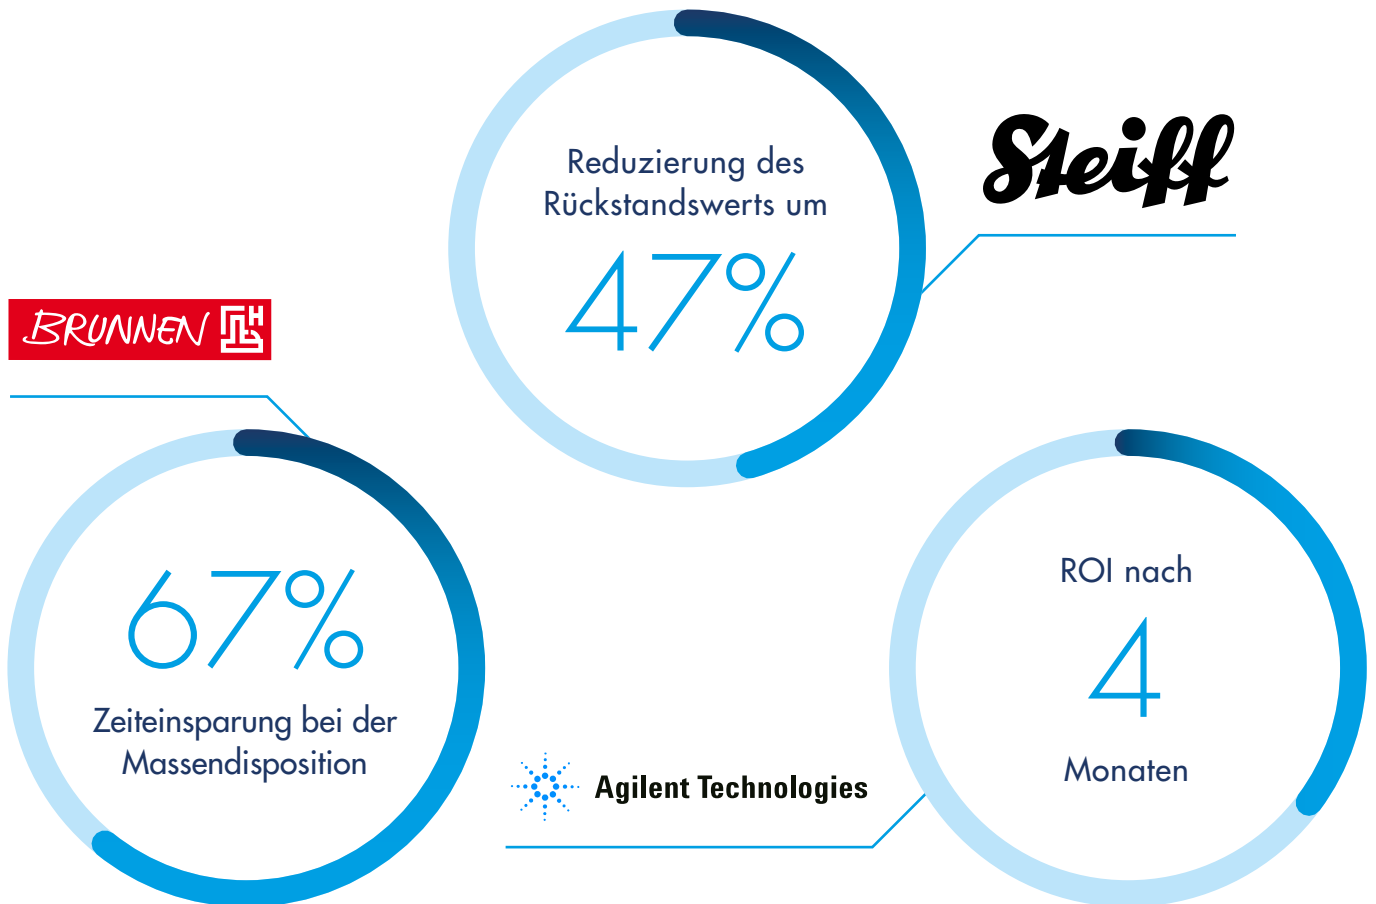 Reduzierung des
Rückstandswerts um
47%
Steiff
BRUNNEN
67%
Zeiteinsparung bei der
Massendisposition
Agilent Technologies
ROI nach
4
Monaten